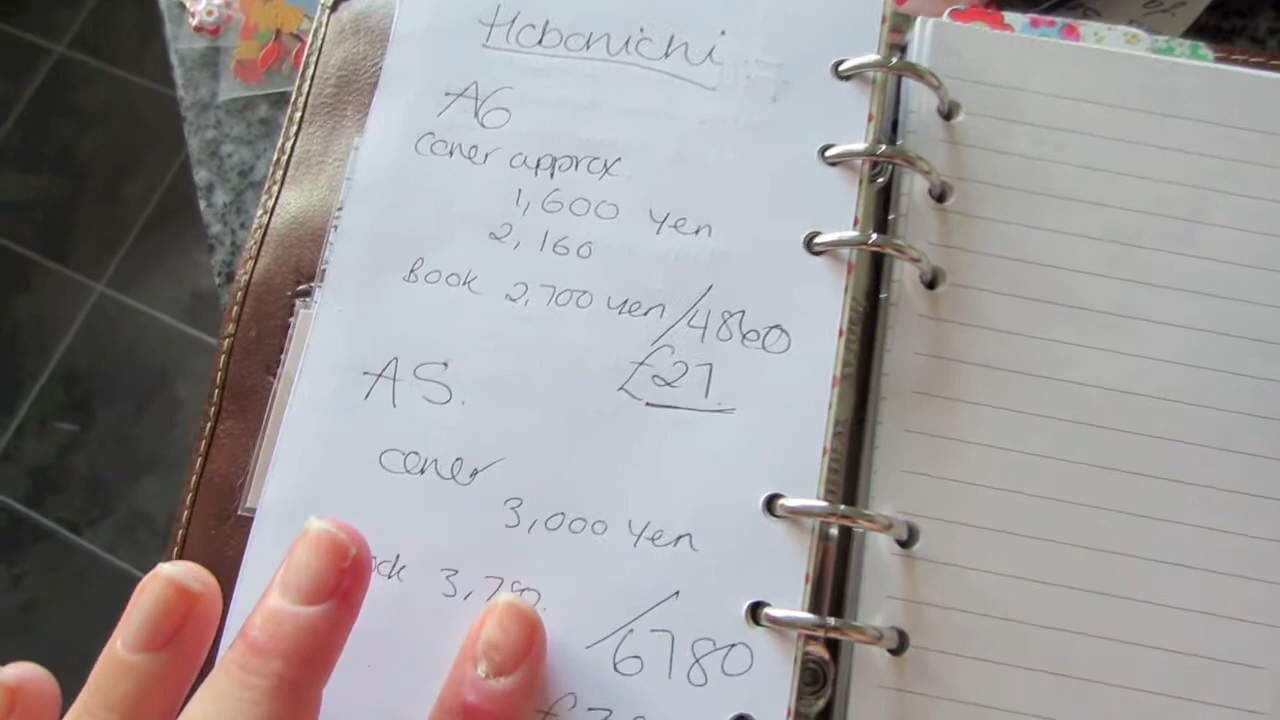 Hobonichi
A6
cover approx
1,600 yen
2,160
Book 2,700 yen /4860
£27.
A5.
cover
3,000 yen
ock 3,780.
/6780